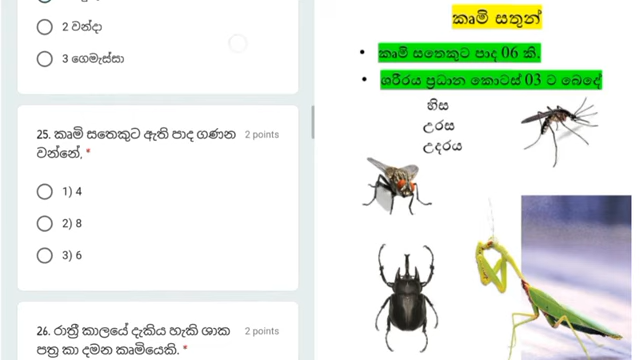 2 වන්දා
3 ගෙමැස්සා
25. කෘමි සතෙකුට ඇති පාද ගණන 2 points
වන්නේ, *
1) 4
2) 8
3) 6
26. රාත්‍රී කාලයේ දැකිය හැකි ශාක 2 points
පත්‍ර කා දමන කෘමියෙකි. *
කෘමි සතුන්
• කෘමි සතෙකුට පාද 06 කි.
• ශරීරය ප්‍රධාන කොටස් 03 ට බෙදේ
හිස
උරස
උදරය